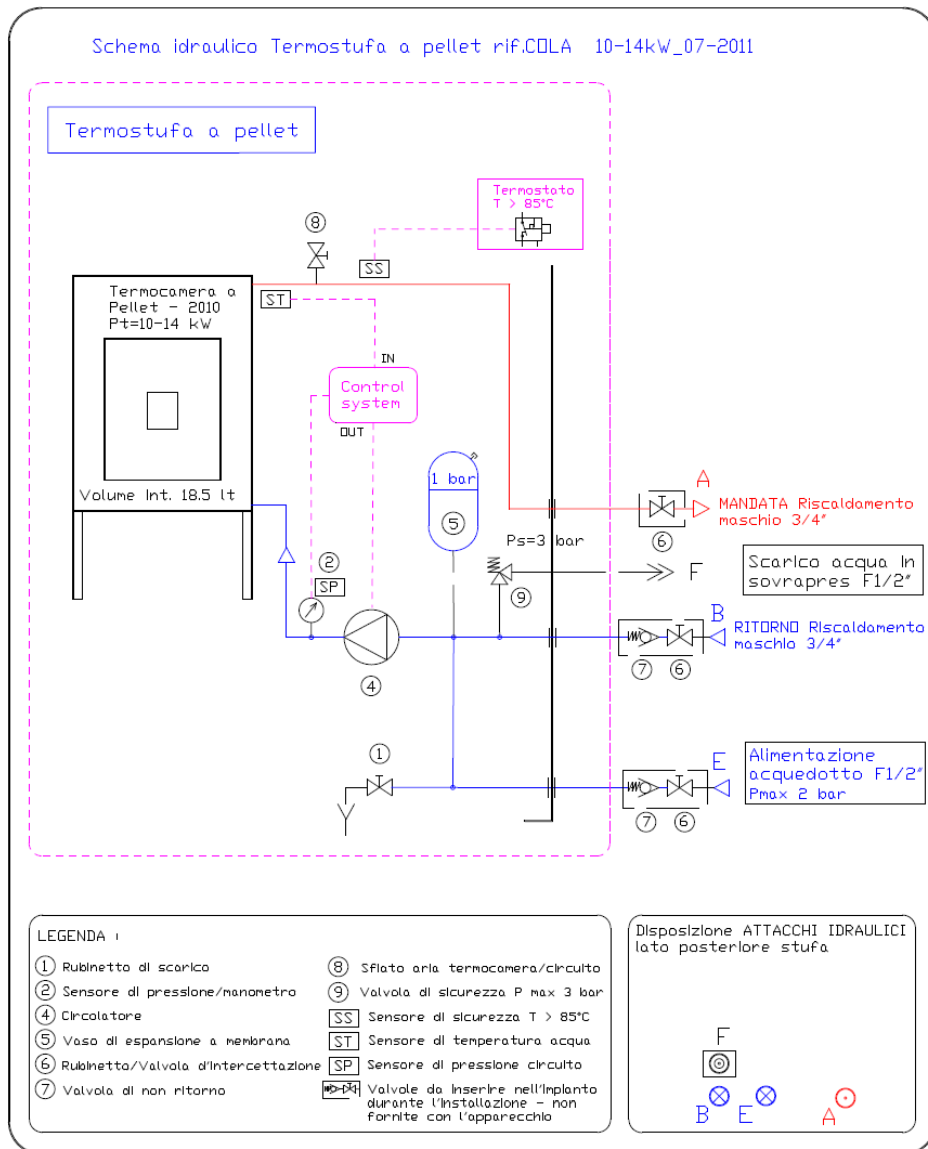 Schema idraulico Termostufa a pellet rif.COLA 10-14kW_07-2011
Termostufa a pellet
Termostato
T > 85°C
8
SS
Termocamera a
Pellet - 2010
Pt=10-14 kW
ST
IN
Control
system
OUT
1 bar
Volume Int. 18.5 lt
5
A
MANDATA Riscaldamento
maschio 3/4"
6
Ps=3 bar
2
SP
9
F
Scarico acqua in
sovrapres F1/2"
B
RITORNO Riscaldamento
maschio 3/4"
7
6
4
1
E
Alimentazione
acquedotto F1/2"
Pmax 2 bar
7
6
LEGENDA :
1 Rubinetto di scarico
2 Sensore di pressione/manometro
4 Circolatore
5 Vaso di espansione a membrana
6 Rubinetto/Valvola d'intercettazione
7 Valvola di non ritorno
8 Sfiato aria termocamera/circuito
9 Valvola di sicurezza P max 3 bar
SS Sensore di sicurezza T > 85°C
ST Sensore di temperatura acqua
SP Sensore di pressione circuito
Valvole da inserire nell'impianto
durante l'installazione - non
fornite con l'apparecchio
Disposizione ATTACCHI IDRAULICI
lato posteriore stufa
F
B
E
A